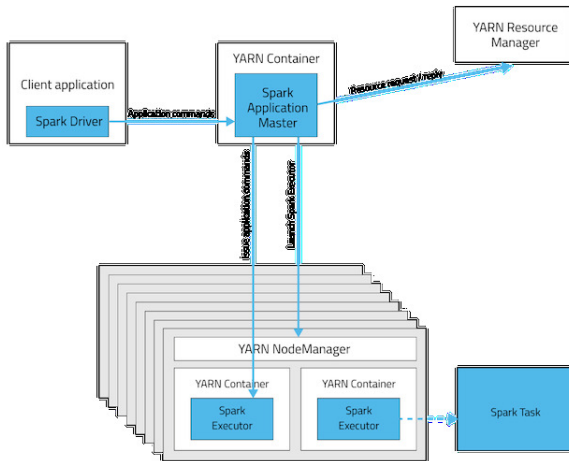 YARN Resource
Manager
YARN Container
Client application
Spark
Application
Master
Spark Driver
Application commands
Resource request / reply
Issue application commands
Launch Spark Executor
YARN NodeManager
YARN Container
YARN Container
Spark
Executor
Spark
Executor
Spark Task